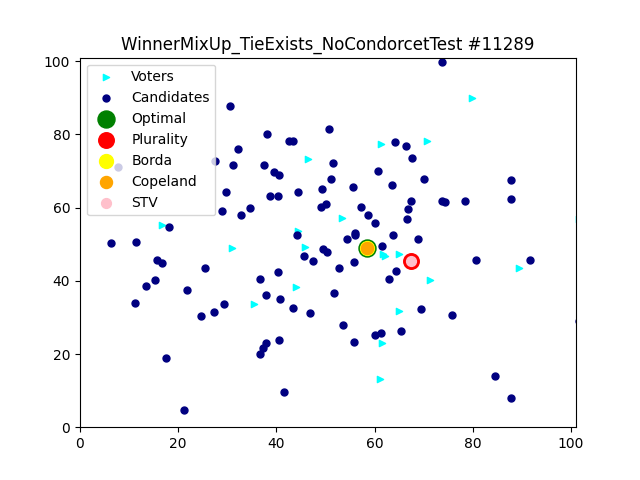 WinnerMixUp_TieExists_NoCondorcetTest #11289
100
80
60
40
20
0
Voters
Candidates
Optimal
Plurality
Borda
Copeland
STV
0 20 40 60 80 100